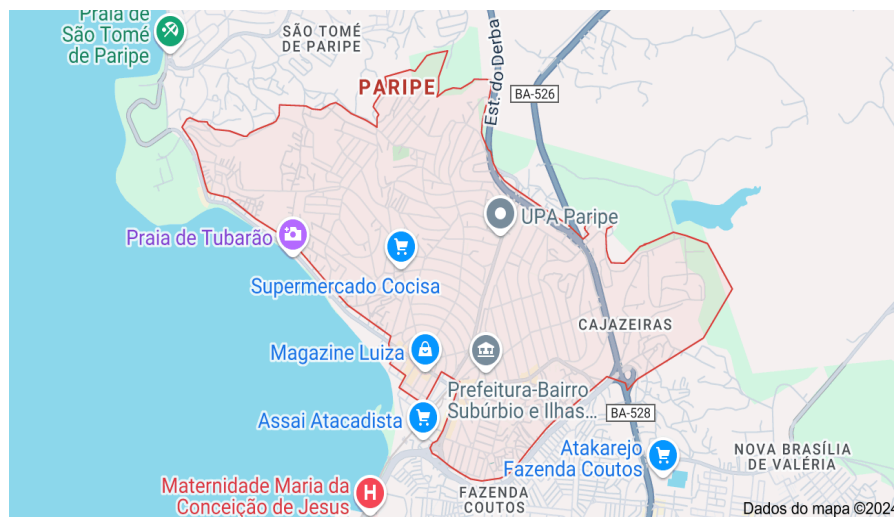 Praia de
São Tomé
de Paripe
SÃO TOMÉ
DE PARIPE
PARIPE
Est. do Derba
BA-526
UPA Paripe
Praia de Tubarão
Supermercado Cocisa
CAJAZEIRAS
Magazine Luiza
Prefeitura-Bairro
Subúrbio e Ilhas...
Assai Atacadista
BA-528
Atakarejo
Fazenda Coutos
NOVA BRASÍLIA
DE VALÉRIA
Maternidade Maria da
Conceição de Jesus
H
FAZENDA
COUTOS
Dados do mapa ©202